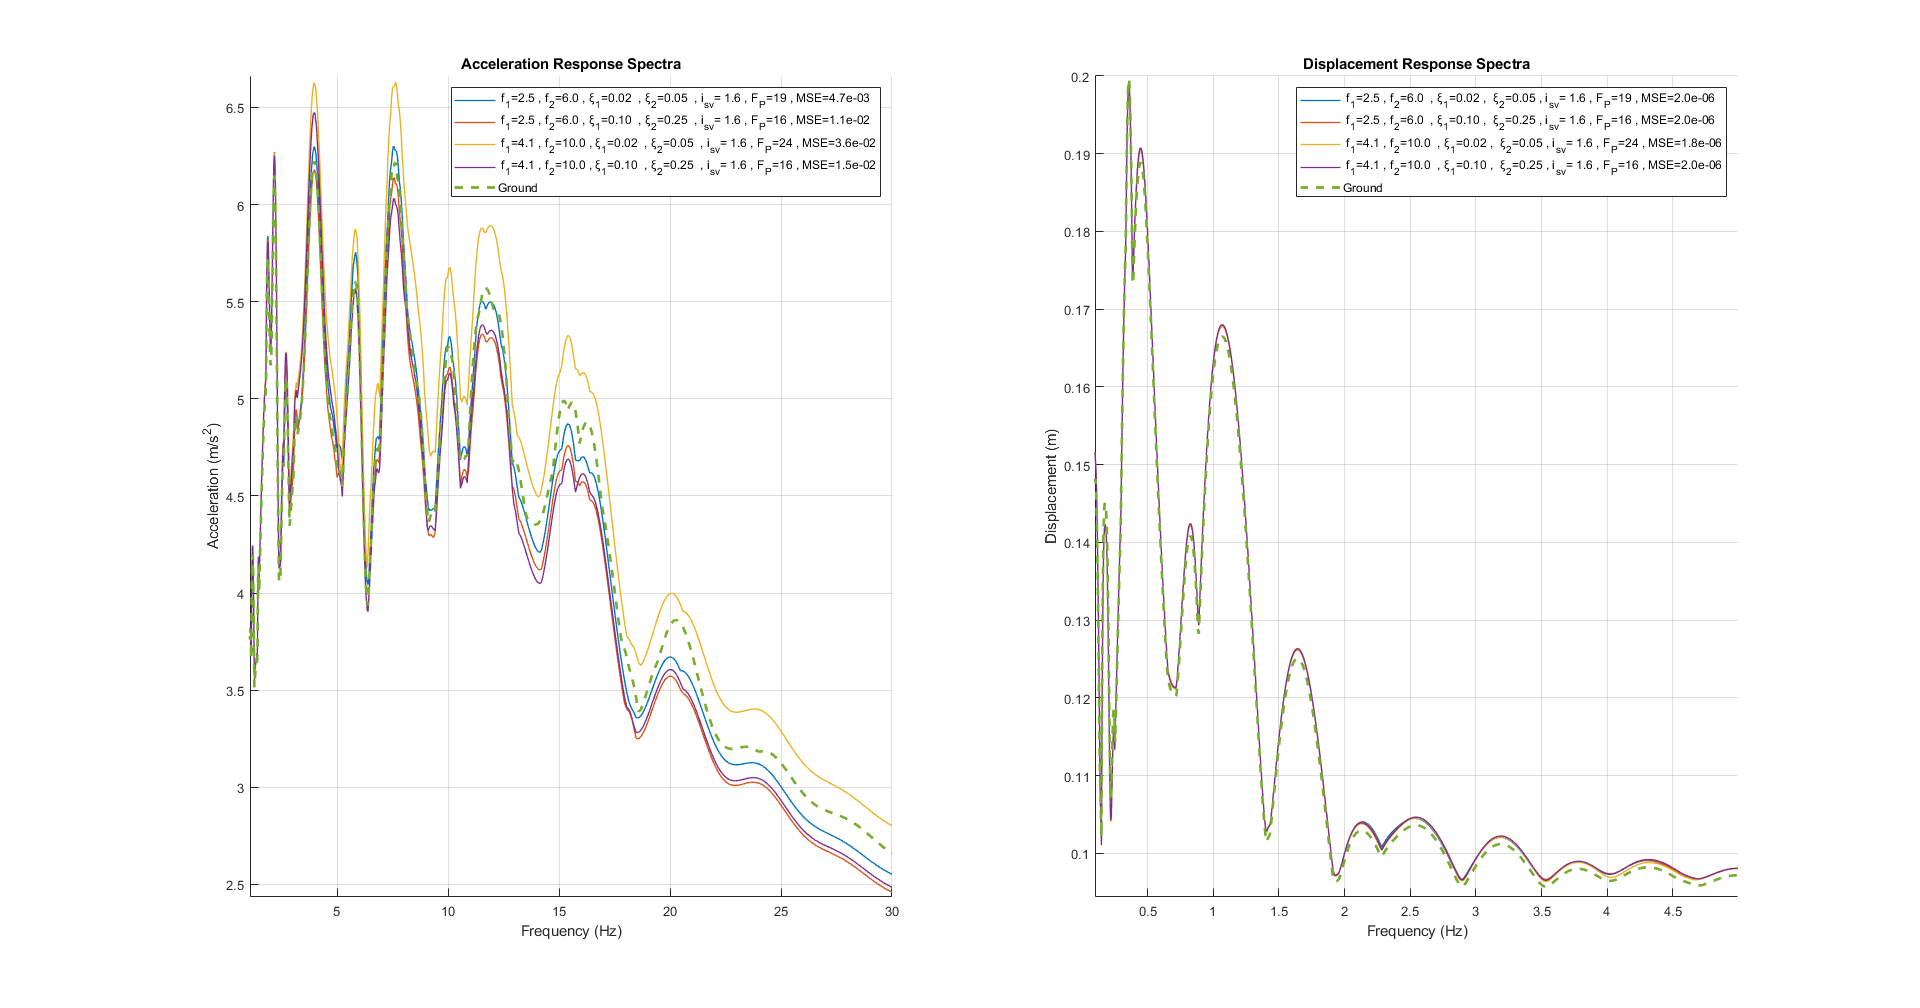 Acceleration Response Spectra
f1=2.5 , f2=6.0 , ξ1=0.02 , ξ2=0.05 , isv= 1.6 , FP=19 , MSE=4.7e-03
f1=2.5 , f2=6.0 , ξ1=0.10 , ξ2=0.25 , isv= 1.6 , FP=16 , MSE=1.1e-02
f1=4.1 , f2=10.0 , ξ1=0.02 , ξ2=0.05 , isv= 1.6 , FP=24 , MSE=3.6e-02
f1=4.1 , f2=10.0 , ξ1=0.10 , ξ2=0.25 , isv= 1.6 , FP=16 , MSE=1.5e-02
Ground
6.5
6
5.5
5
4.5
4
3.5
3
2.5
Acceleration (m/s2)
5
10
15
20
25
30
Frequency (Hz)
Displacement Response Spectra
f1=2.5 , f2=6.0 , ξ1=0.02 , ξ2=0.05 , isv= 1.6 , FP=19 , MSE=2.0e-06
f1=2.5 , f2=6.0 , ξ1=0.10 , ξ2=0.25 , isv= 1.6 , FP=16 , MSE=2.0e-06
f1=4.1 , f2=10.0 , ξ1=0.02 , ξ2=0.05 , isv= 1.6 , FP=24 , MSE=1.8e-06
f1=4.1 , f2=10.0 , ξ1=0.10 , ξ2=0.25 , isv= 1.6 , FP=16 , MSE=2.0e-06
Ground
0.2
0.19
0.18
0.17
0.16
0.15
0.14
0.13
0.12
0.11
0.1
Displacement (m)
0.5
1
1.5
2
2.5
3
3.5
4
4.5
Frequency (Hz)